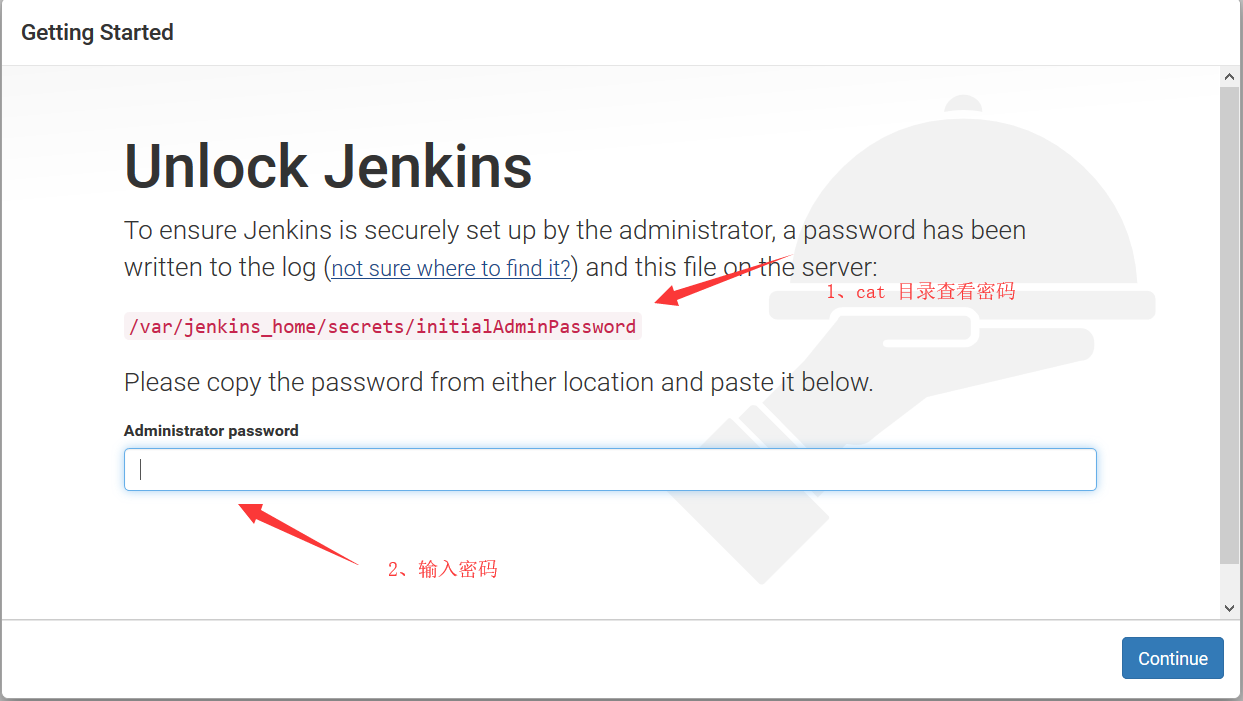 Getting Started
Unlock Jenkins
To ensure Jenkins is securely set up by the administrator, a password has been
written to the log (not sure where to find it?) and this file on the server:
1、cat 目录查看密码
/var/jenkins_home/secrets/initialAdminPassword
Please copy the password from either location and paste it below.
Administrator password
2、输入密码
Continue